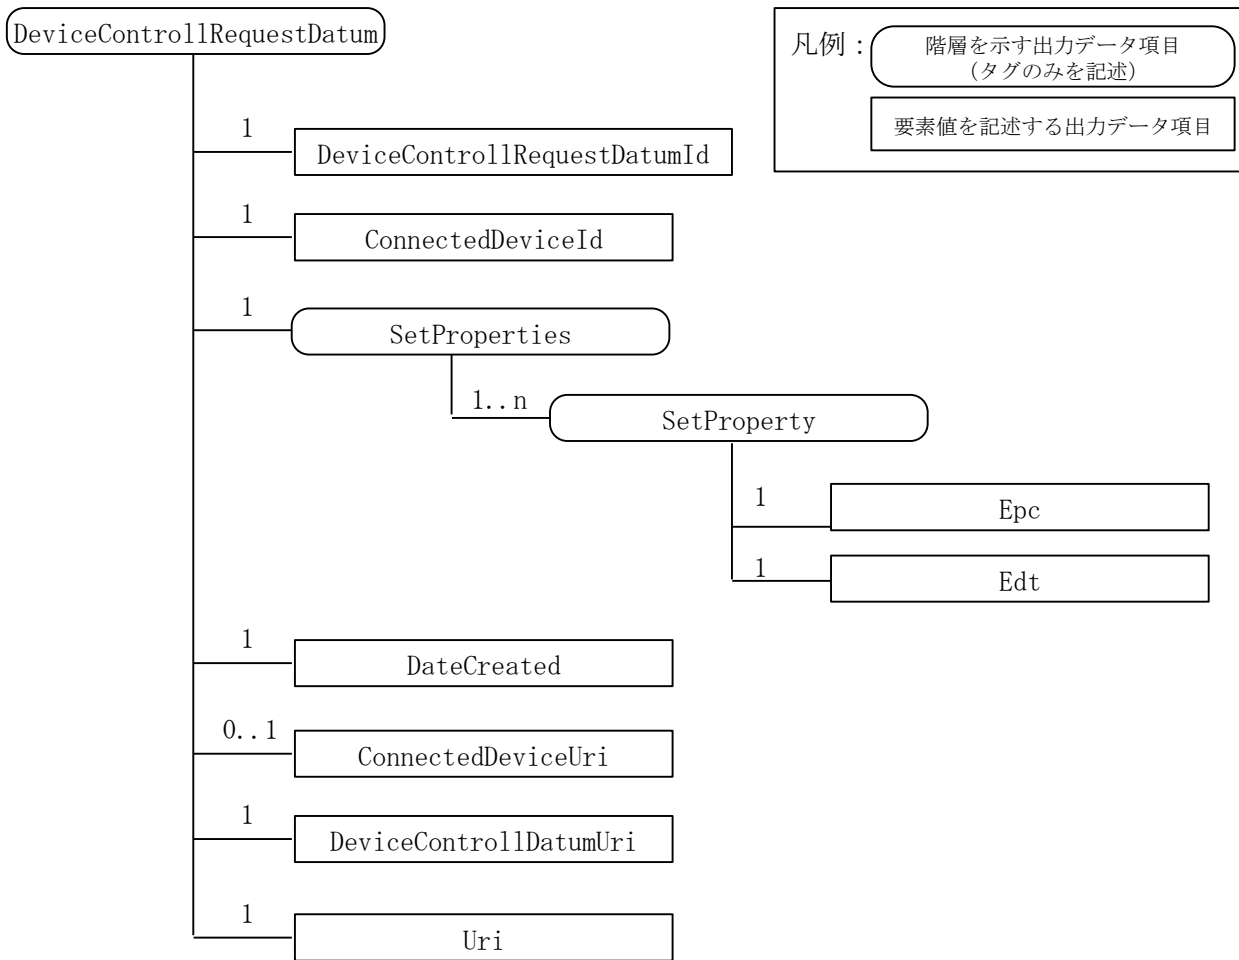 DeviceControllRequestDatum
凡例：
階層を示す出力データ項目
（タグのみを記述）
要素値を記述する出力データ項目
1
DeviceControllRequestDatumId
1
ConnectedDeviceId
1
SetProperties
1..n
SetProperty
1
Epc
1
Edt
1
DateCreated
0..1
ConnectedDeviceUri
1
DeviceControllDatumUri
1
Uri